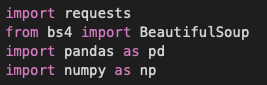 import requests
from bs4 import BeautifulSoup
import pandas as pd
import numpy as np